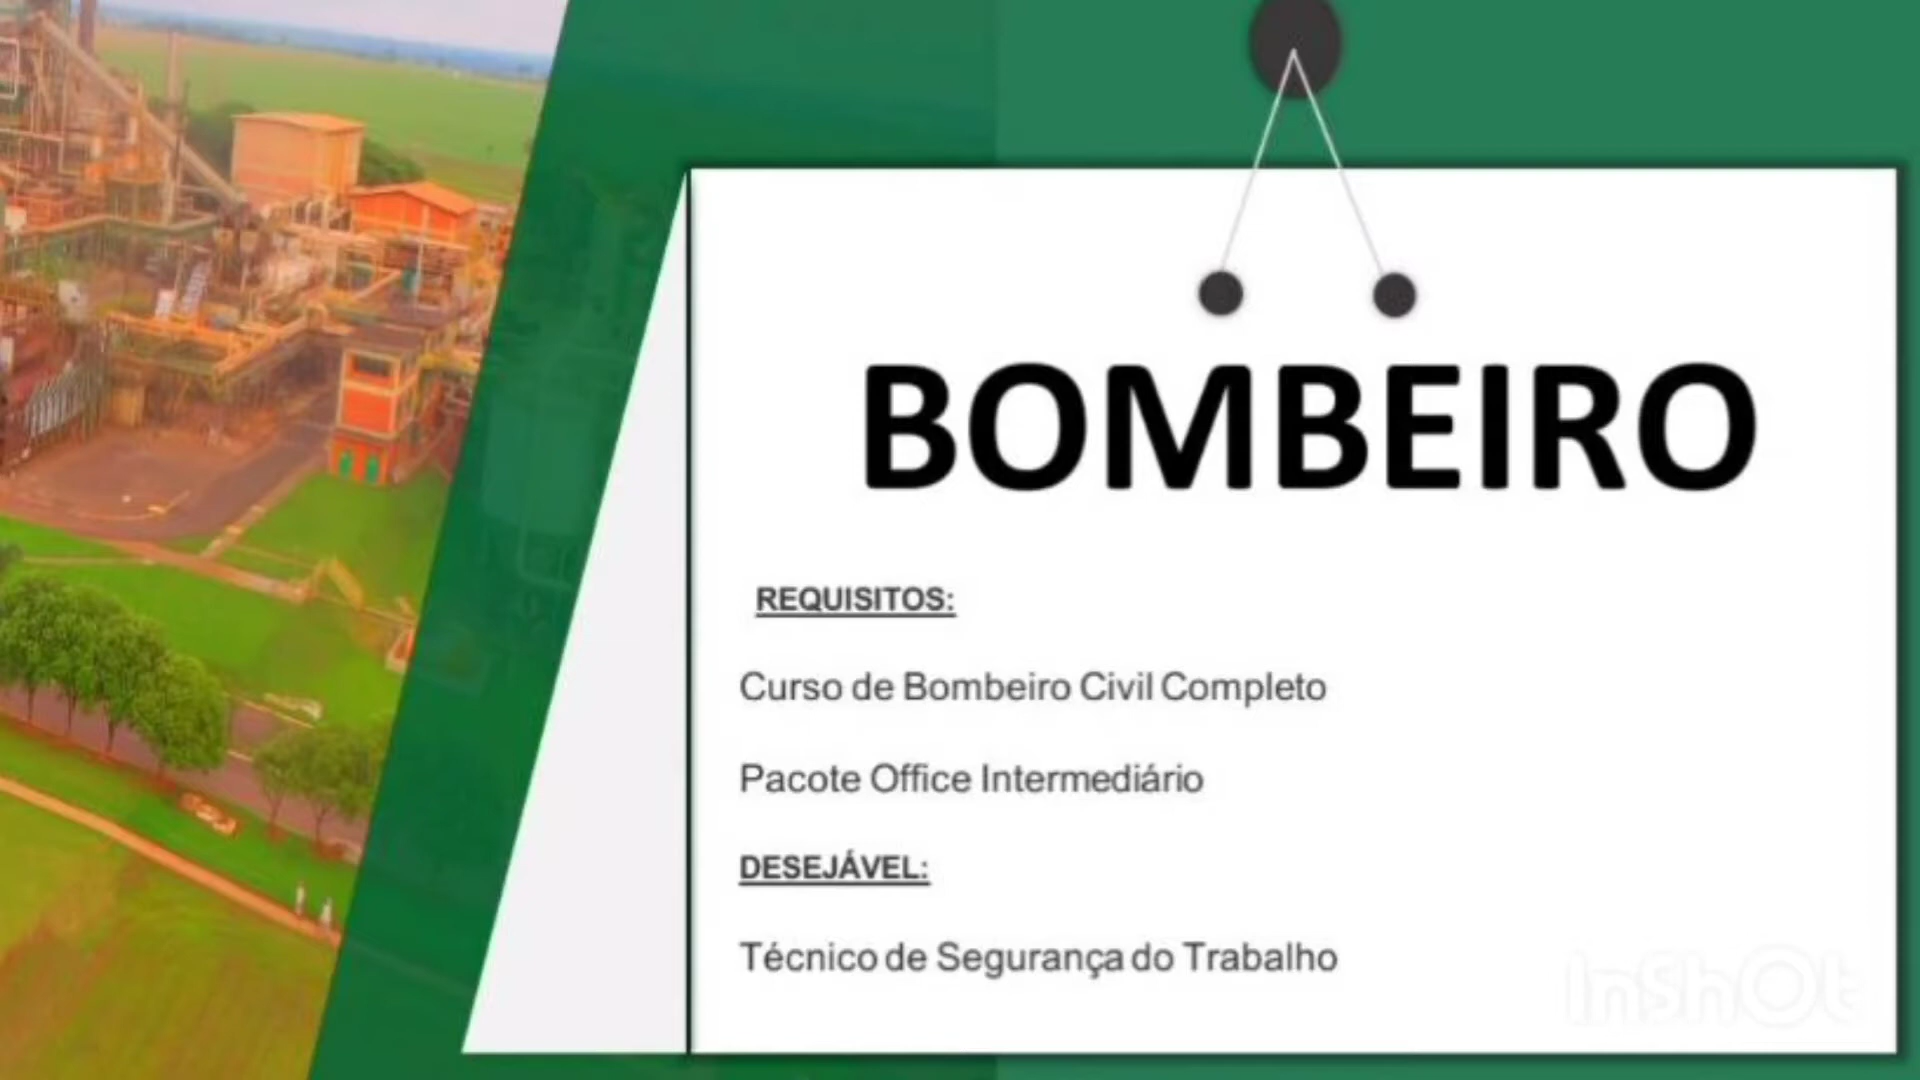 BOMBEIRO
REQUISITOS:
Curso de Bombeiro Civil Completo
Pacote Office Intermediário
DESEJÁVEL:
Técnico de Segurança do Trabalho
InShOt